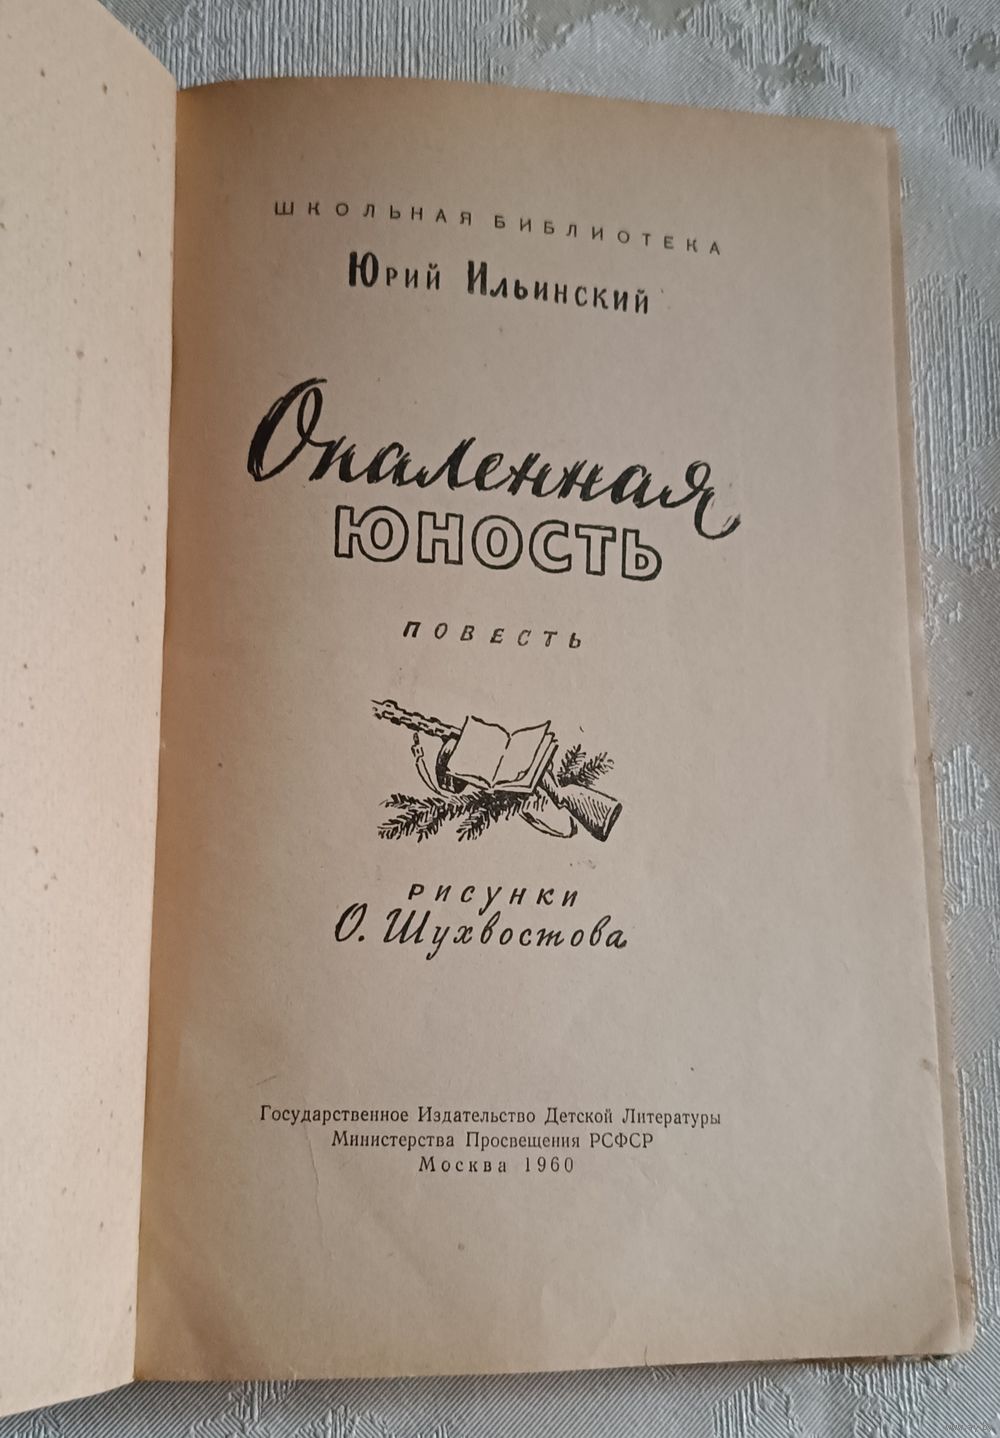 ШКОЛЬНАЯ БИБЛИОТЕКА
Юрий Ильинский
Опаленная
ЮНОСТЬ
ПОВЕСТЬ
РИСУНКИ
О. Шухвостова
Государственное Издательство Детской Литературы
Министерства Просвещения РСФСР
Москва 1960